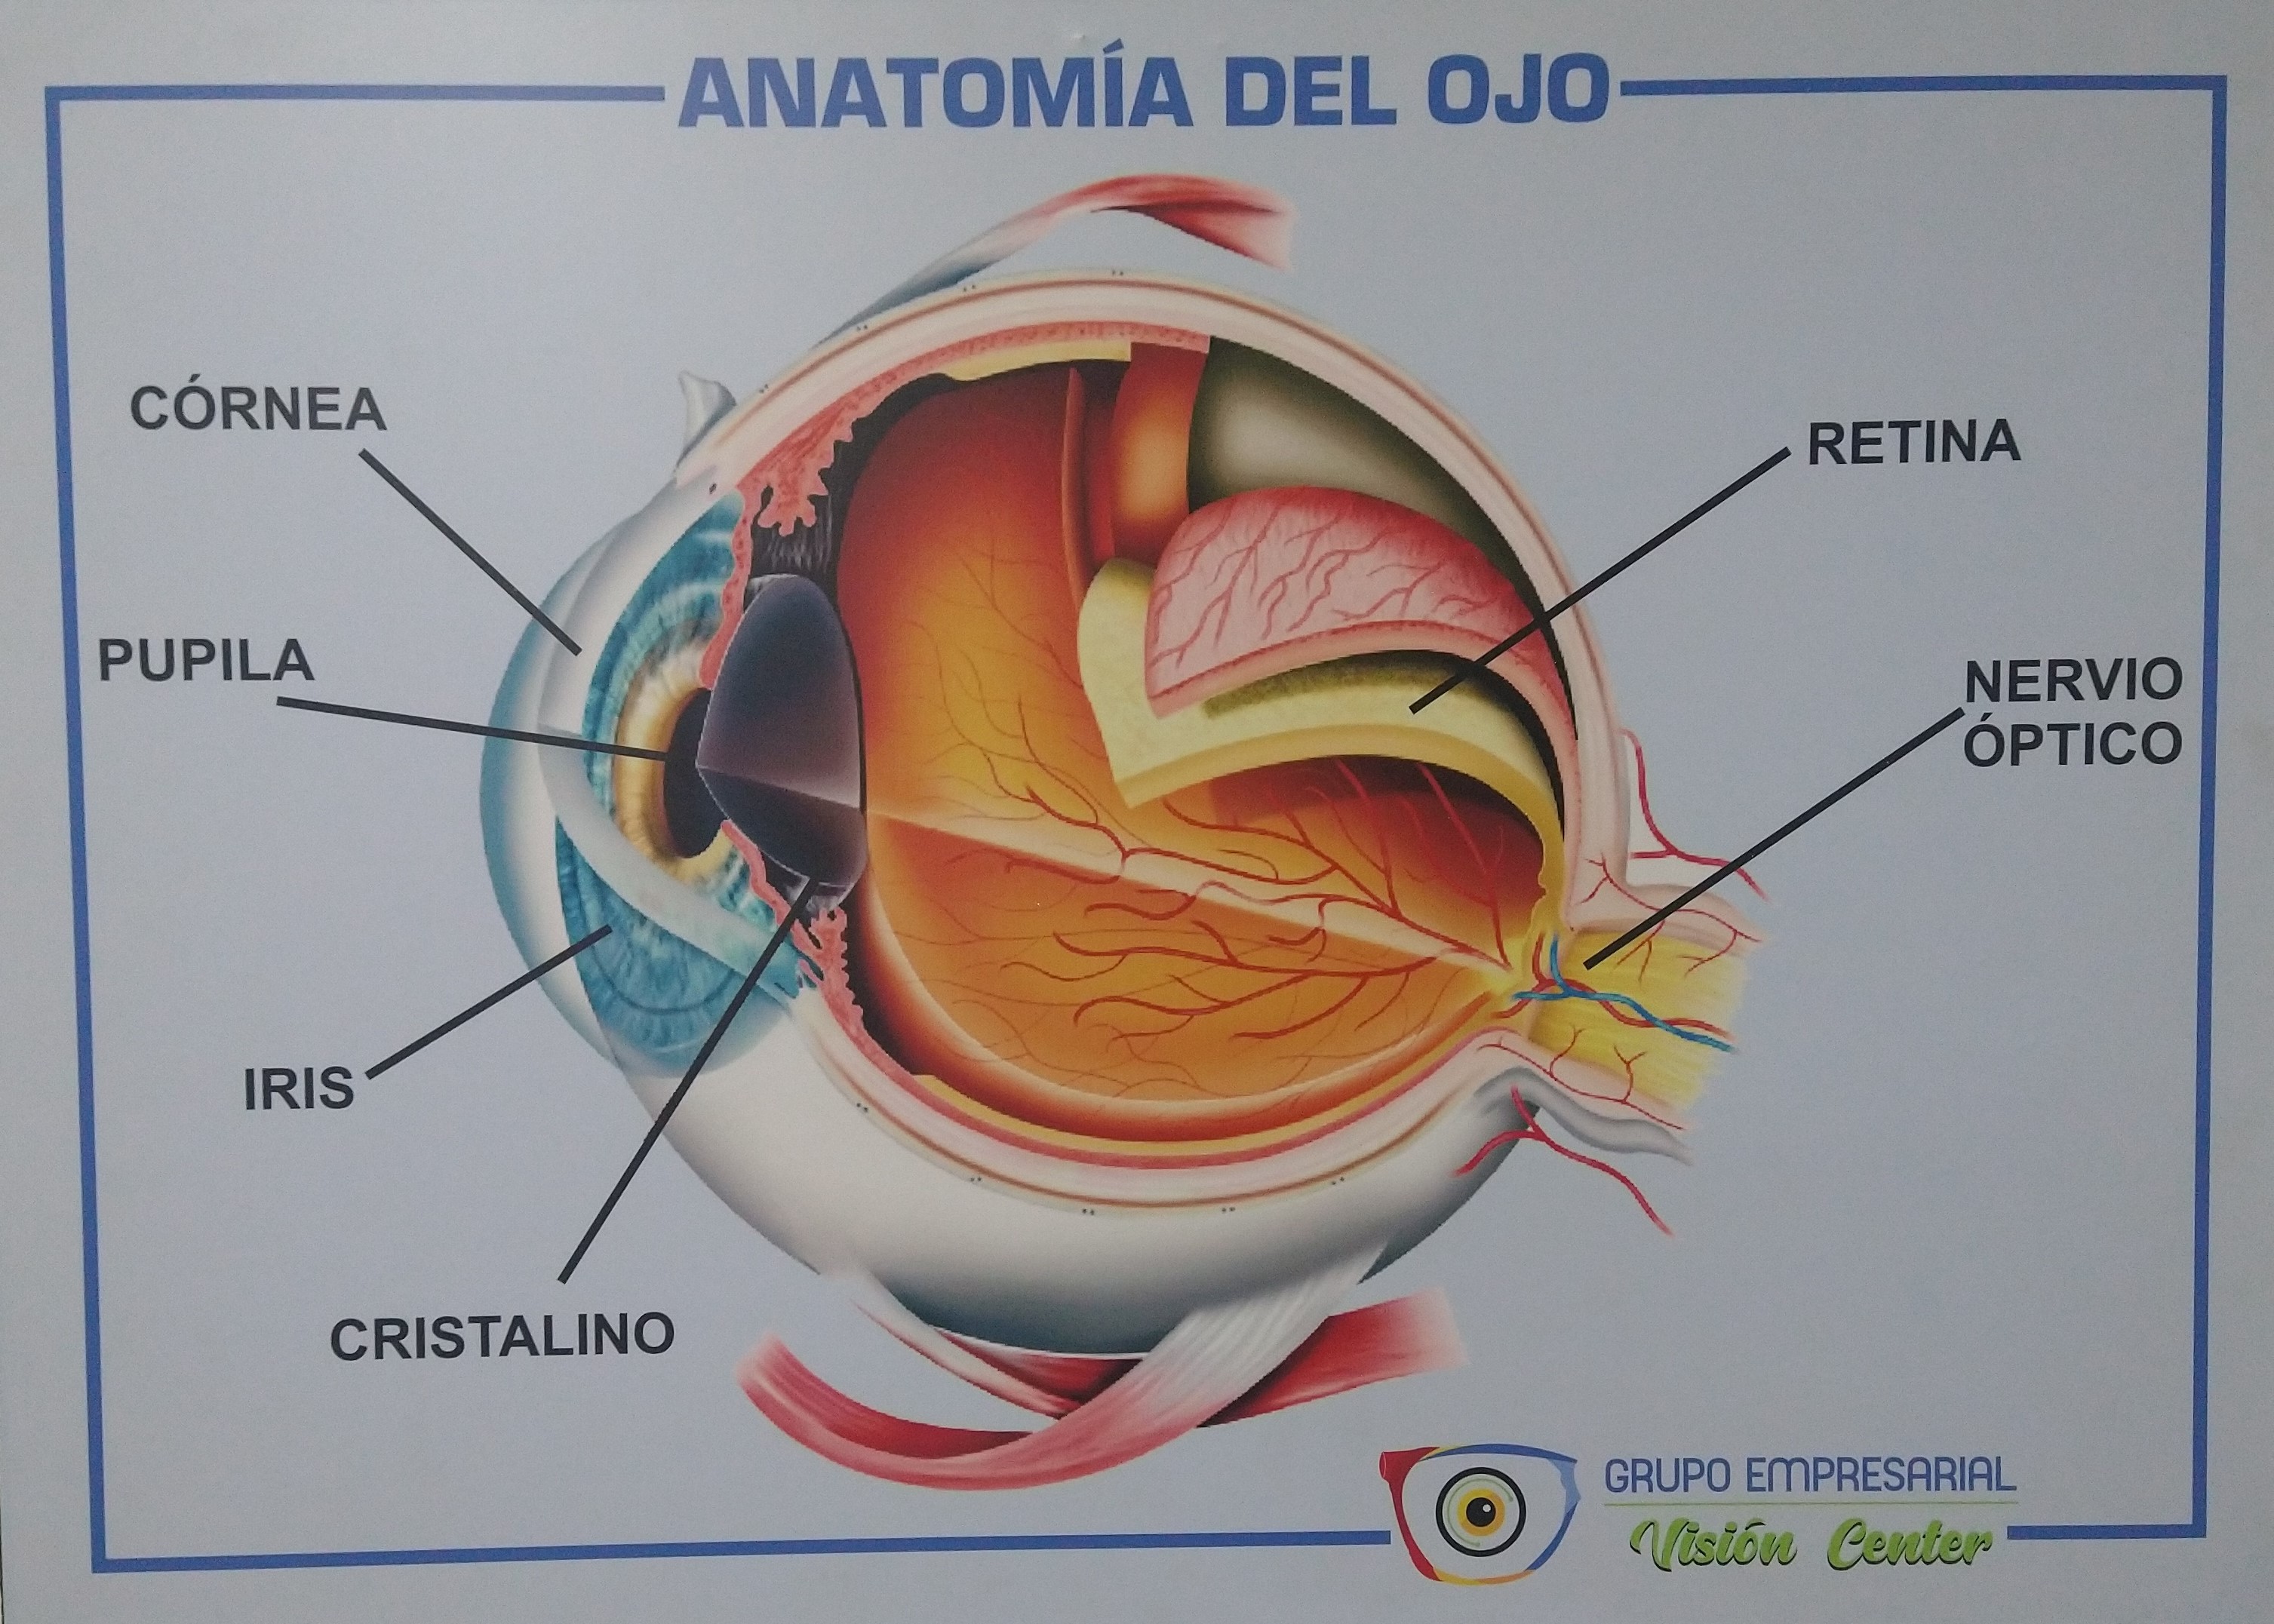 ANATOMÍA DEL OJO
CÓRNEA
RETINA
PUPILA
NERVIO
ÓPTICO
IRIS
CRISTALINO
GRUPO EMPRESARIAL
Visión Center